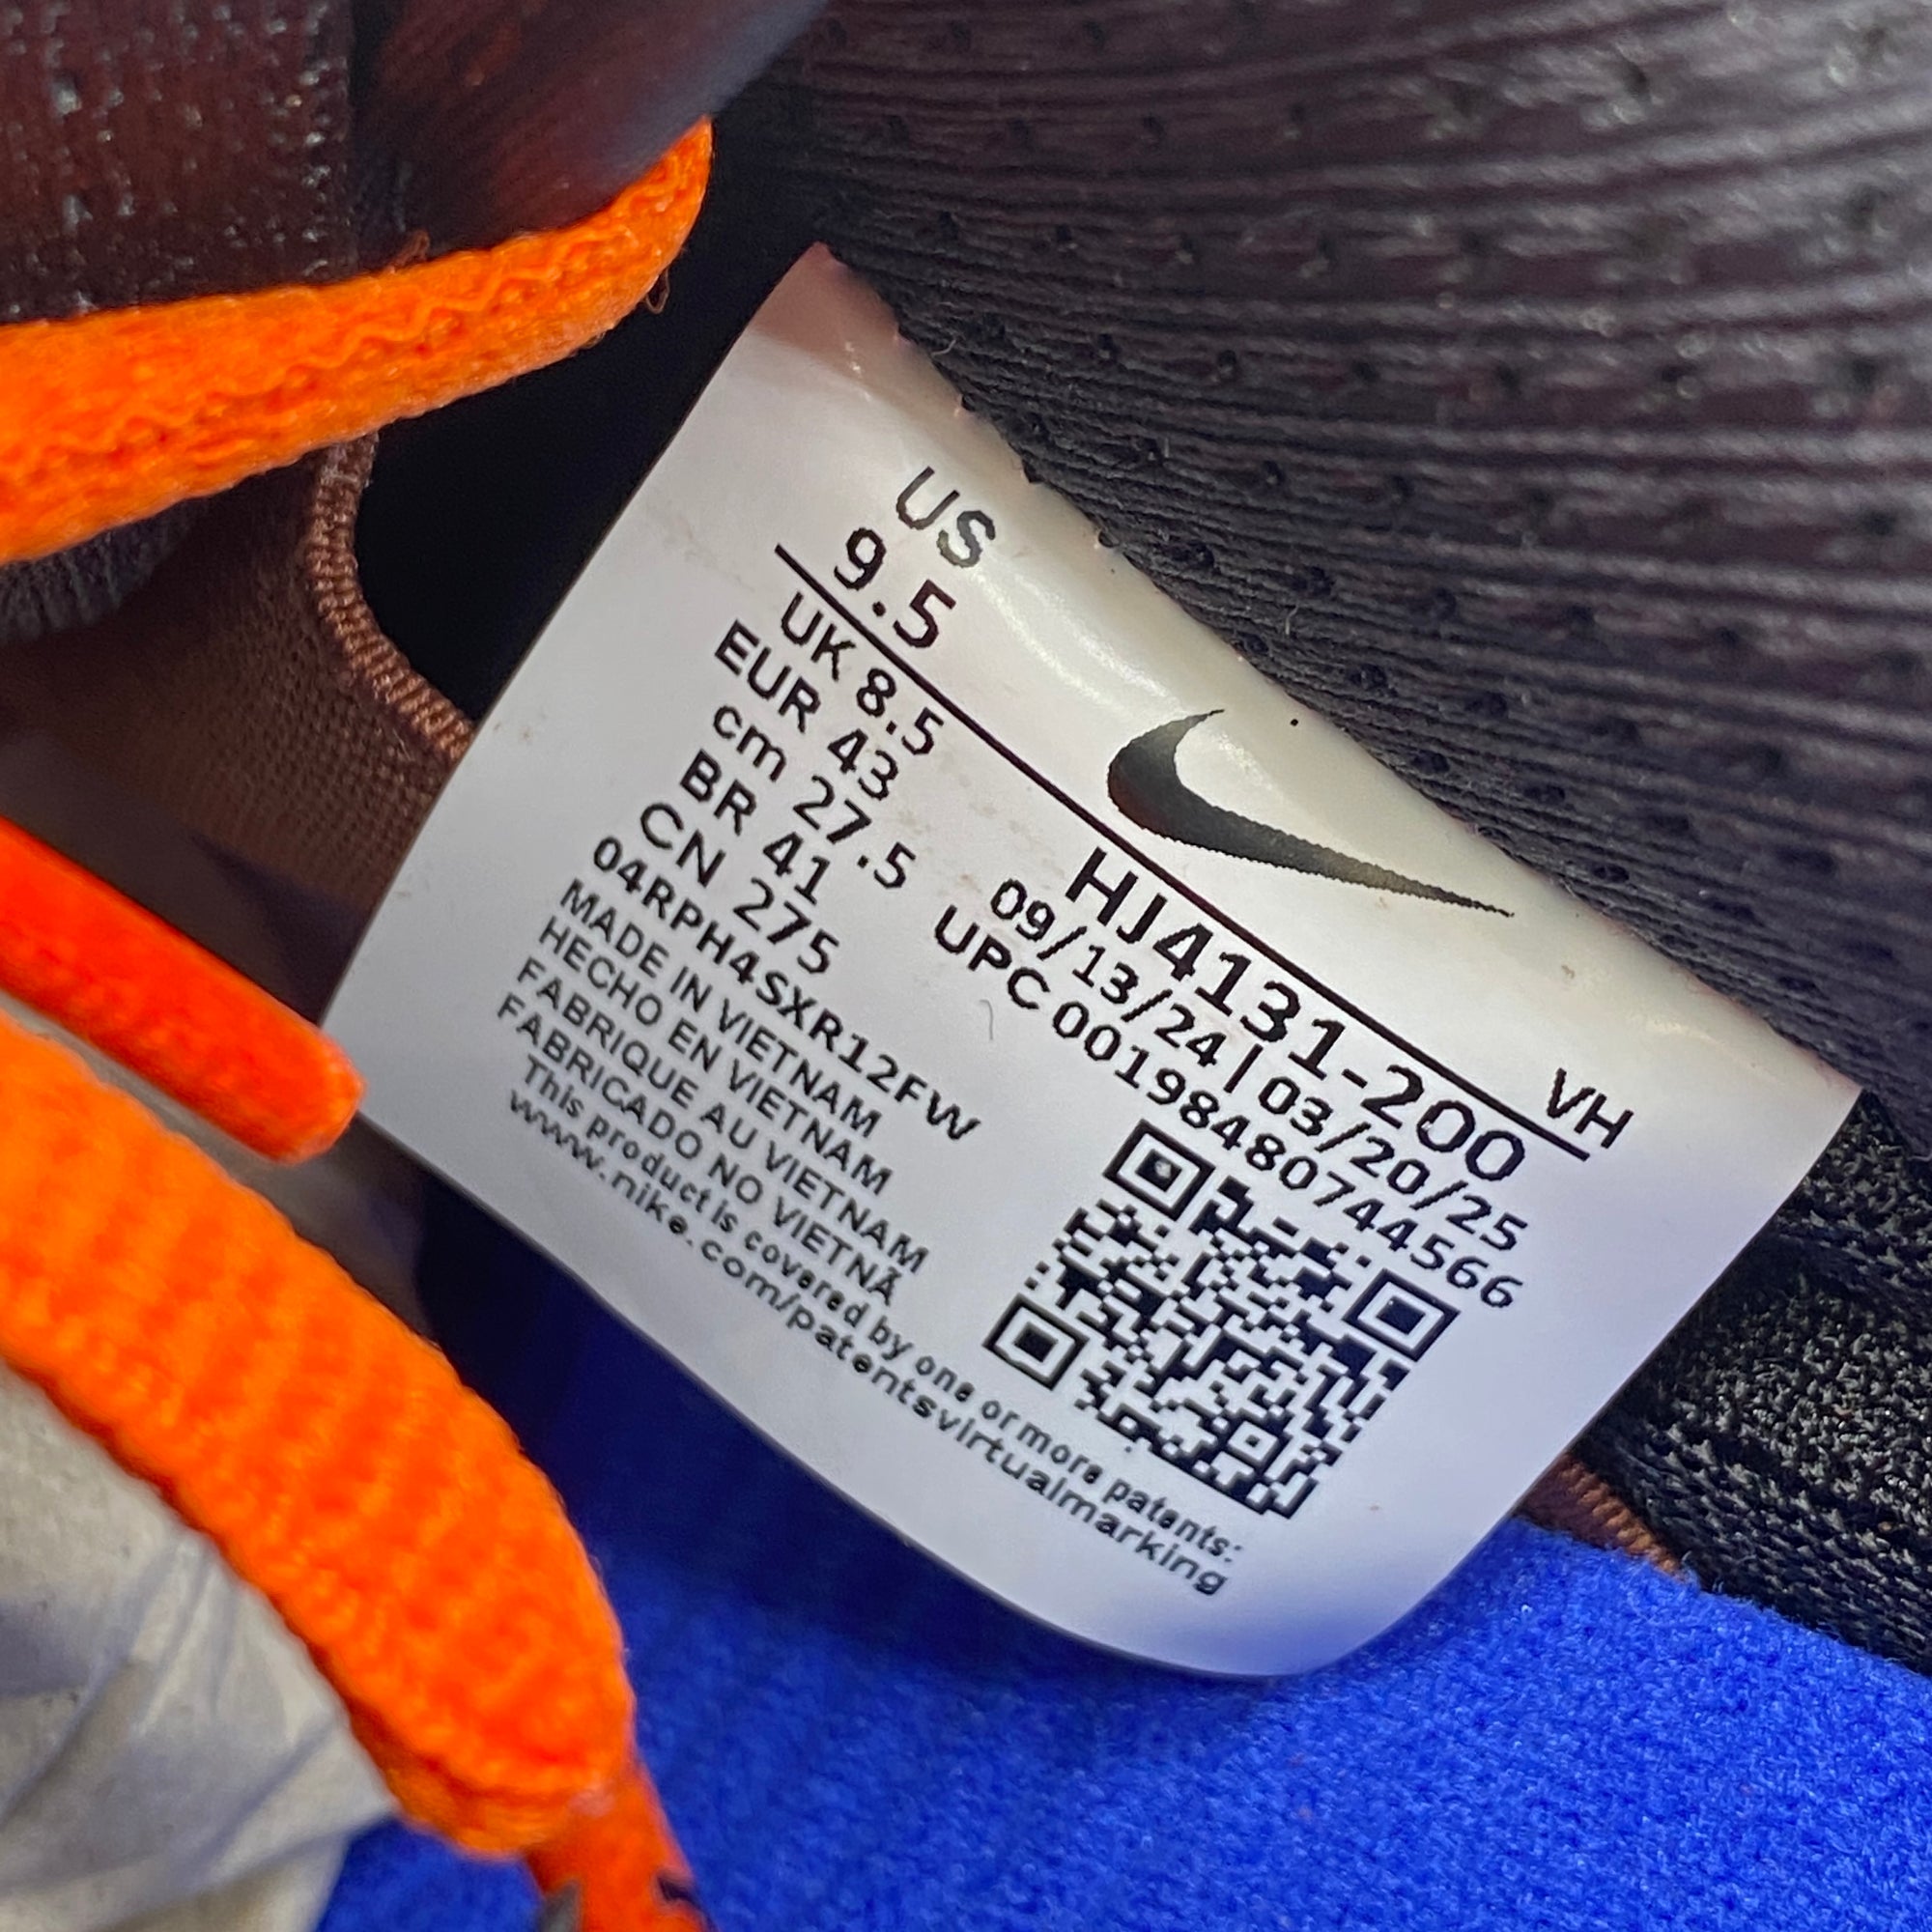 US
9.5
UK 8.5
EUR 43
cm 27.5
BR 41
CN 275
04RPH4SXR12FW
MADE IN VIETNAM
HECHO EN VIETNAM
FABRIQUE AU VIETNAM
FABRICADO NO VIETNÃ
This product is covered by one or more patents:
www.nike.com/patentsvirtualmarking
VH
HJ4131-200
09/13/24 | 03/20/25
UPC 00198480744566